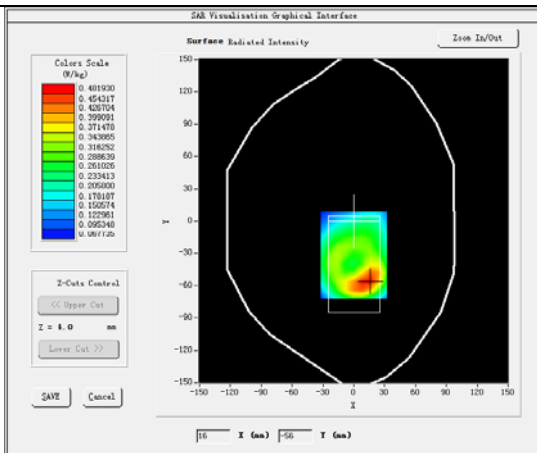 SAR Visualisation Graphical Interface
Surface Radiated Intensity
Zoom In/Out
Colors Scale
(W/kg)
0.481930
0.454317
0.426704
0.399091
0.371478
0.343865
0.316252
0.288639
0.261026
0.233413
0.205800
0.178187
0.150574
0.122961
0.095348
0.067735
Z-Cuts Control
<< Upper Cut
Z = 4.0 mm
Lower Cut >>
SAVE
Cancel
150
120
90
60
30
0
-30
-60
-90
-120
-150
Y
-150 -120 -90 -60 -30 0 30 60 90 120 150
X
16 X (mm) -56 Y (mm)